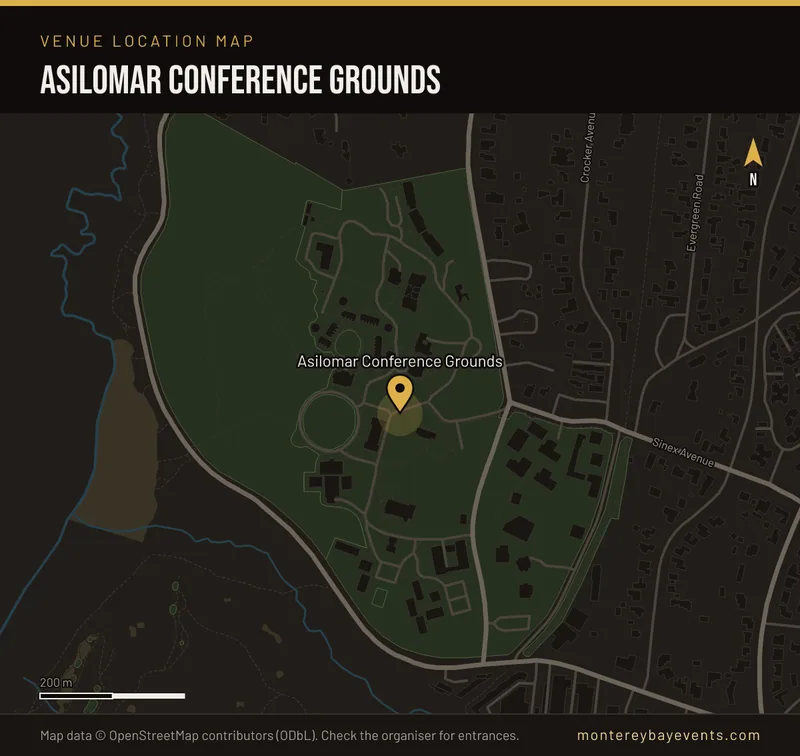 VENUE LOCATION MAP
ASILOMAR CONFERENCE GROUNDS
Crocker Avenu
N
Evergreen Road
Asilomar Conference Grounds
Sinex Avenue
200 m
Map data © OpenStreetMap contributors (ODbL). Check the organiser for entrances.
montereybayevents.com